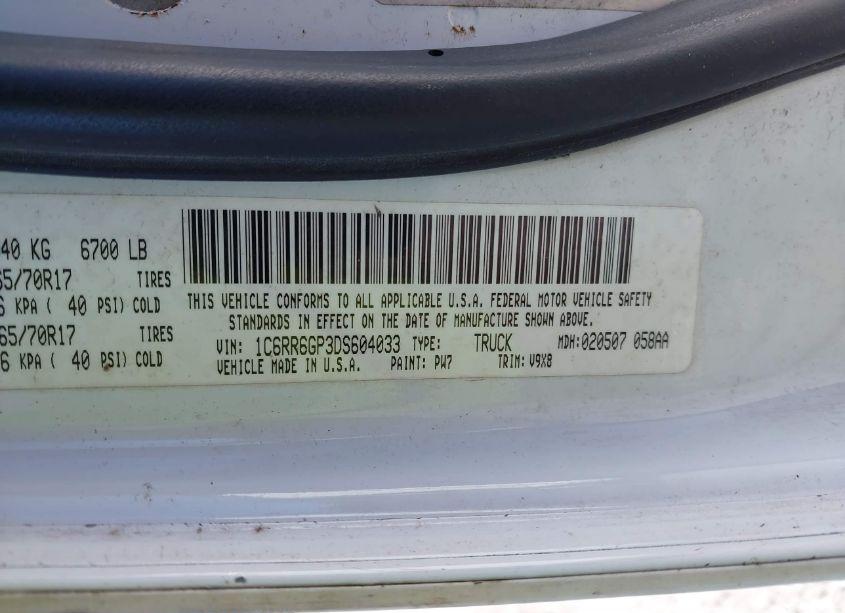 40 KG 6700 LB
65/70R17 TIRES
6 KPA ( 40 PSI) COLD
65/70R17 TIRES
6 KPA ( 40 PSI) COLD
THIS VEHICLE CONFORMS TO ALL APPLICABLE U.S.A. FEDERAL MOTOR VEHICLE SAFETY
STANDARDS IN EFFECT ON THE DATE OF MANUFACTURE SHOWN ABOVE.
VIN: 1C6RR6GP3DS604033 TYPE: TRUCK MDH:020507 058AA
VEHICLE MADE IN U.S.A. PAINT: PW7 TRIM: V9X8